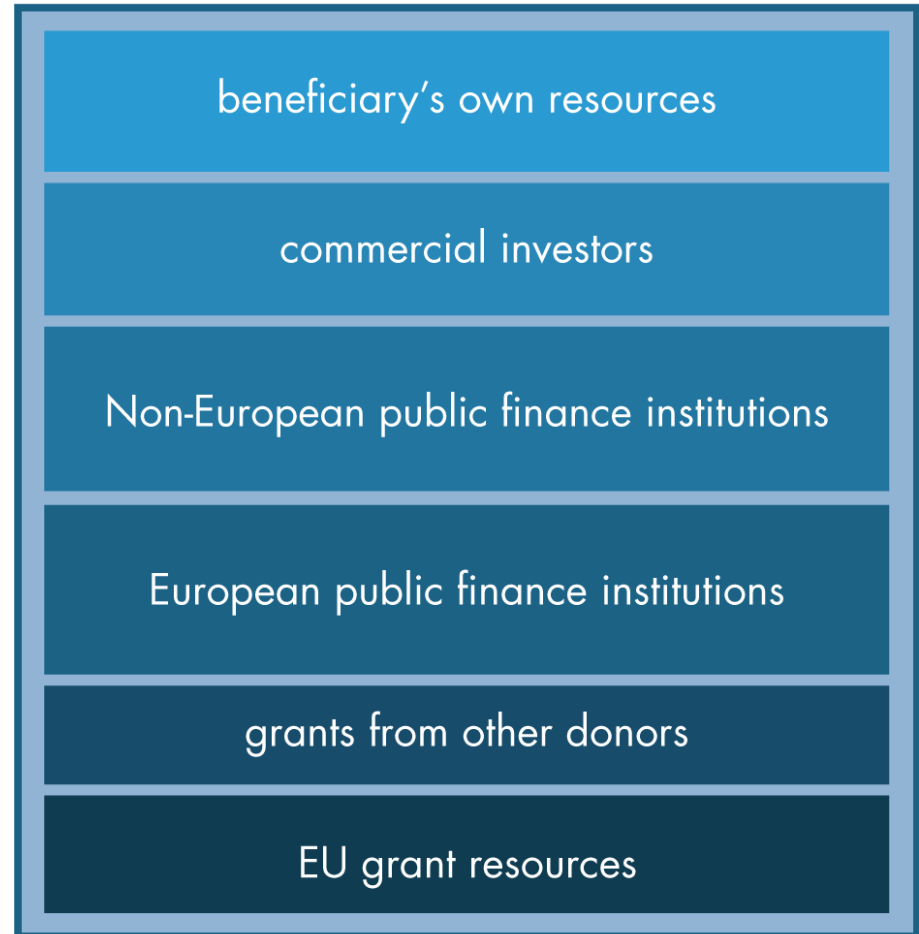 beneficiary’s own resources
commercial investors
Non-European public finance institutions
European public finance institutions
grants from other donors
EU grant resources